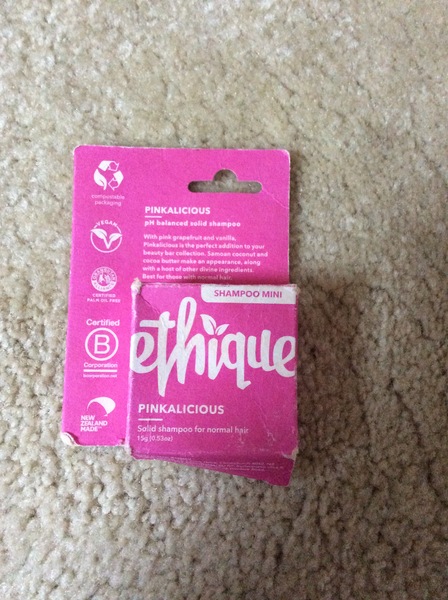 compostable
packaging
VEGAN
CERTIFIED
PALM OIL FREE
Certified
B
Corporation
NEW
ZEALAND
MADE
PINKALICIOUS
pH balanced solid shampoo
With pink grapefruit and vanilla,
Pinkalicious is the perfect addition to your
beauty bar collection. Samoan coconut and
cocoa butter make an appearance, along
with a host of other divine ingredients.
Best for those with normal hair.
SHAMPOO MINI
ethique
PINKALICIOUS
Solid shampoo for normal hair
15g (0.53oz)